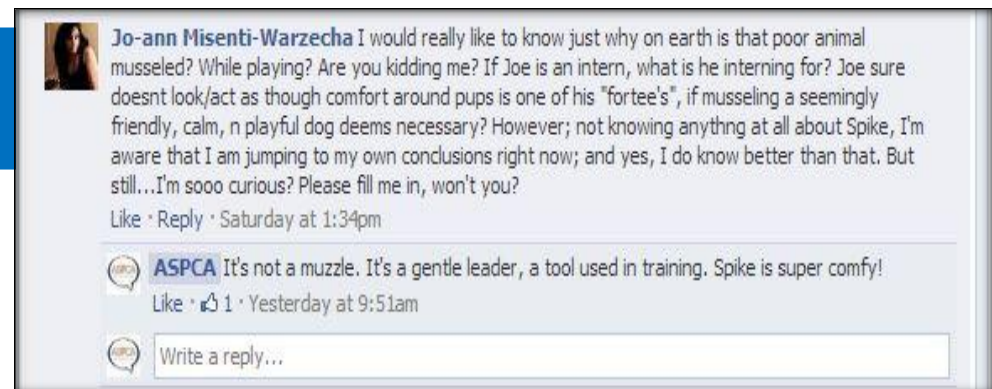 Jo-ann Misenti-Warzecha I would really like to know just why on earth is that poor animal
musseled? While playing? Are you kidding me? If Joe is an intern, what is he interning for? Joe sure
doesnt look/act as though comfort around pups is one of his "fortee's", if musseling a seemingly
friendly, calm, n playful dog deems necessary? However; not knowing anythng at all about Spike, I'm
aware that I am jumping to my own conclusions right now; and yes, I do know better than that. But
still...I'm sooo curious? Please fill me in, won't you?
Like · Reply · Saturday at 1:34pm
ASPCA It's not a muzzle. It's a gentle leader, a tool used in training. Spike is super comfy!
Like · 1 · Yesterday at 9:51am
Write a reply...